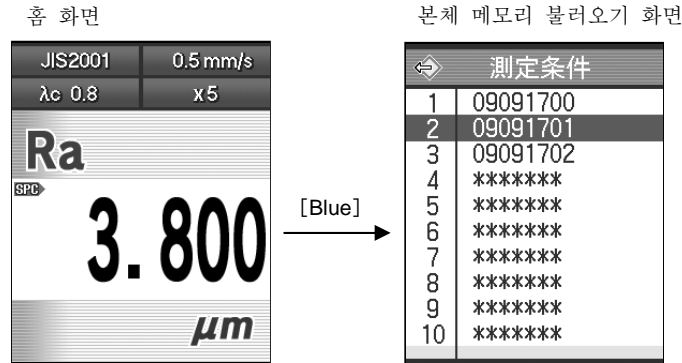 홈 화면
본체 메모리 불러오기 화면
JIS2001 0.5 mm/s
λc 0.8 x5
Ra
SPC
3.800
μm
[Blue]
測定条件
1 09091700
2 09091701
3 09091702
4 *******
5 *******
6 *******
7 *******
8 *******
9 *******
10 *******